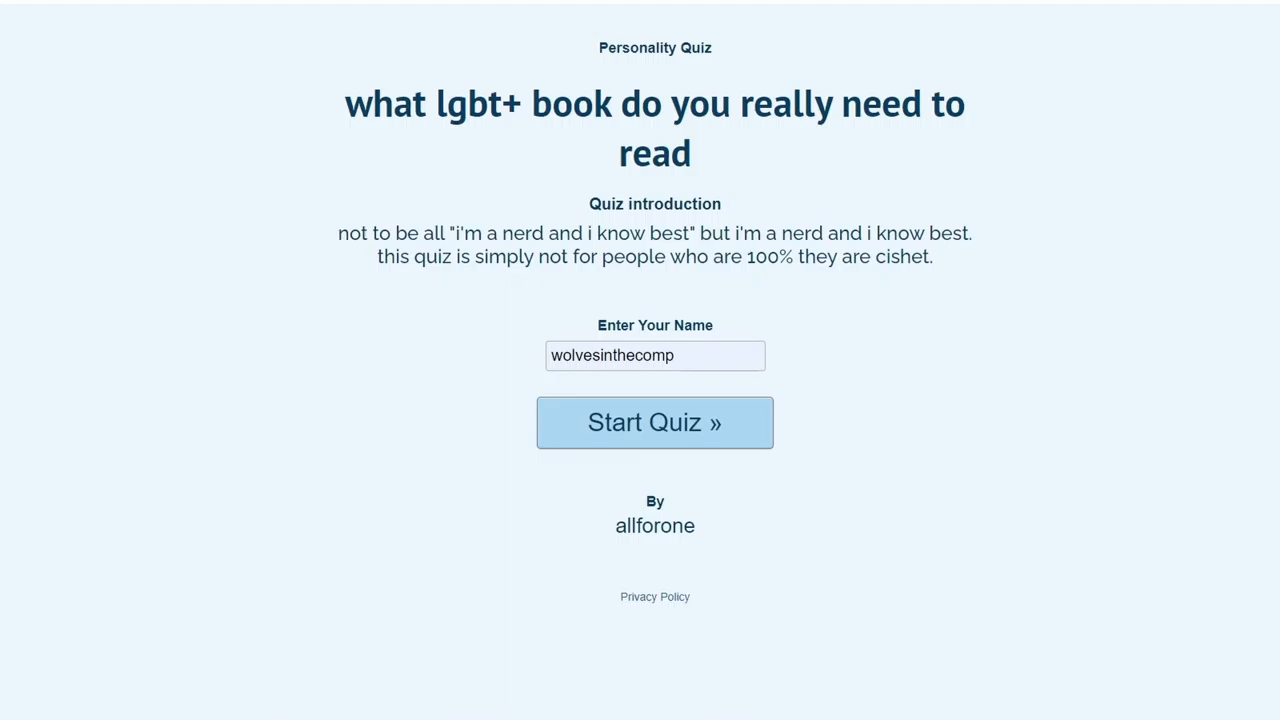 Personality Quiz
what lgbt+ book do you really need to
read
Quiz introduction
not to be all "i'm a nerd and i know best" but i'm a nerd and i know best.
this quiz is simply not for people who are 100% they are cishet.
Enter Your Name
wolvesinthecomp
Start Quiz »
By
allforone
Privacy Policy